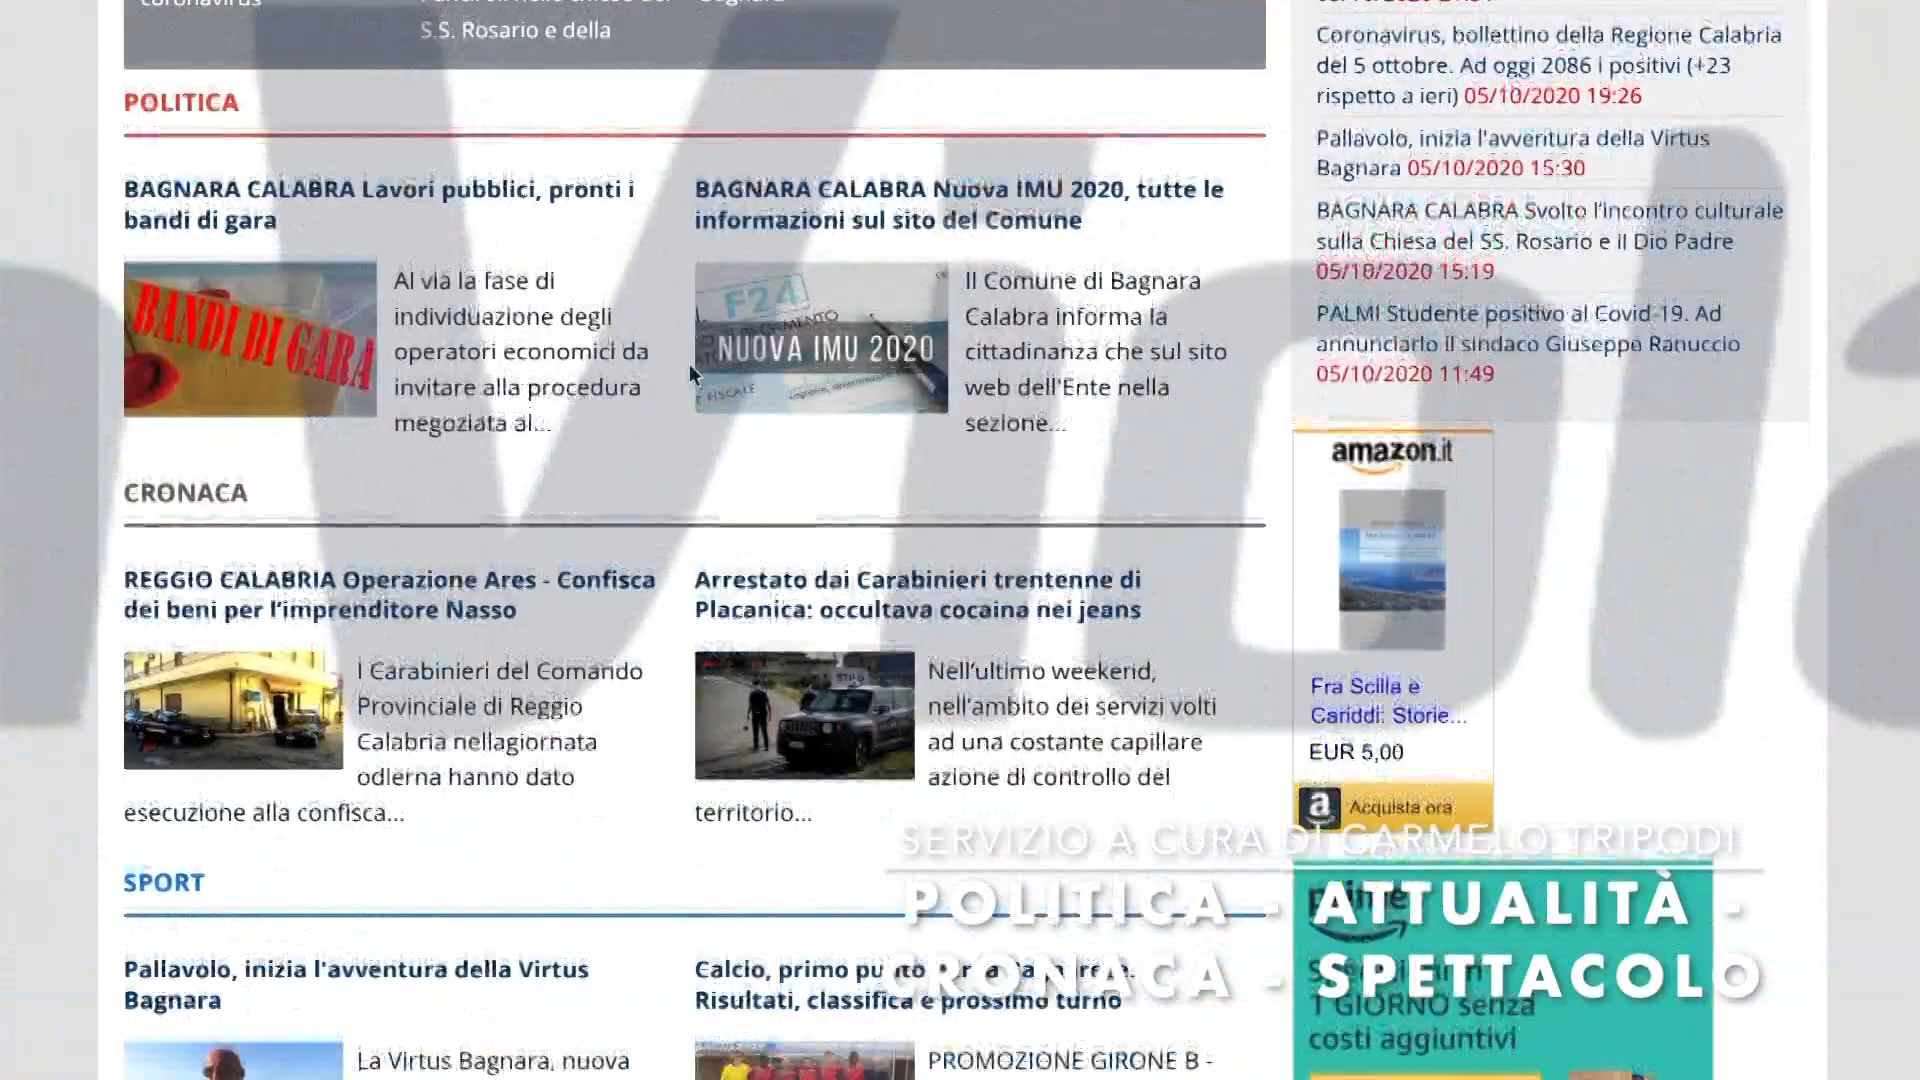 S.S. Rosario e della
POLITICA
BAGNARA CALABRA Lavori pubblici, pronti i
bandi di gara
BANDI DI GARA
Al via la fase di
individuazione degli
operatori economici da
invitare alla procedura
megoziata al...
BAGNARA CALABRA Nuova IMU 2020, tutte le
informazioni sul sito del Comune
F24
NUOVA IMU 2020
FISCALE
Il Comune di Bagnara
Calabra informa la
cittadinanza che sul sito
web dell'Ente nella
sezione...
CRONACA
REGGIO CALABRIA Operazione Ares - Confisca
dei beni per l'imprenditore Nasso
I Carabinieri del Comando
Provinciale di Reggio
Calabria nellagiornata
odierna hanno dato
esecuzione alla confisca...
Arrestato dai Carabinieri trentenne di
Placanica: occultava cocaina nei jeans
Nell'ultimo weekend,
nell'ambito dei servizi volti
ad una costante capillare
azione di controllo del
territorio...
SPORT
Pallavolo, inizia l'avventura della Virtus
Bagnara
La Virtus Bagnara, nuova
Calcio, primo punto
Risultati, classifica e prossimo turno
PROMOZIONE GIRONE B -
Coronavirus, bollettino della Regione Calabria
del 5 ottobre. Ad oggi 2086 i positivi (+23
rispetto a ieri) 05/10/2020 19:26
Pallavolo, inizia l'avventura della Virtus
Bagnara 05/10/2020 15:30
BAGNARA CALABRA Svolto l'incontro culturale
sulla Chiesa del SS. Rosario e il Dio Padre
05/10/2020 15:19
PALMI Studente positivo al Covid-19. Ad
annunciarlo il sindaco Giuseppe Ranuccio
05/10/2020 11:49
amazon.it
Fra Scilla e
Cariddi: Storie...
EUR 5,00
Acquista ora
prime
1 GIORNO senza
costi aggiuntivi
SERVIZIO A CURA DI CARMELO TRIPODI
POLITICA - ATTUALITÀ -
CRONACA - SPETTACOLO